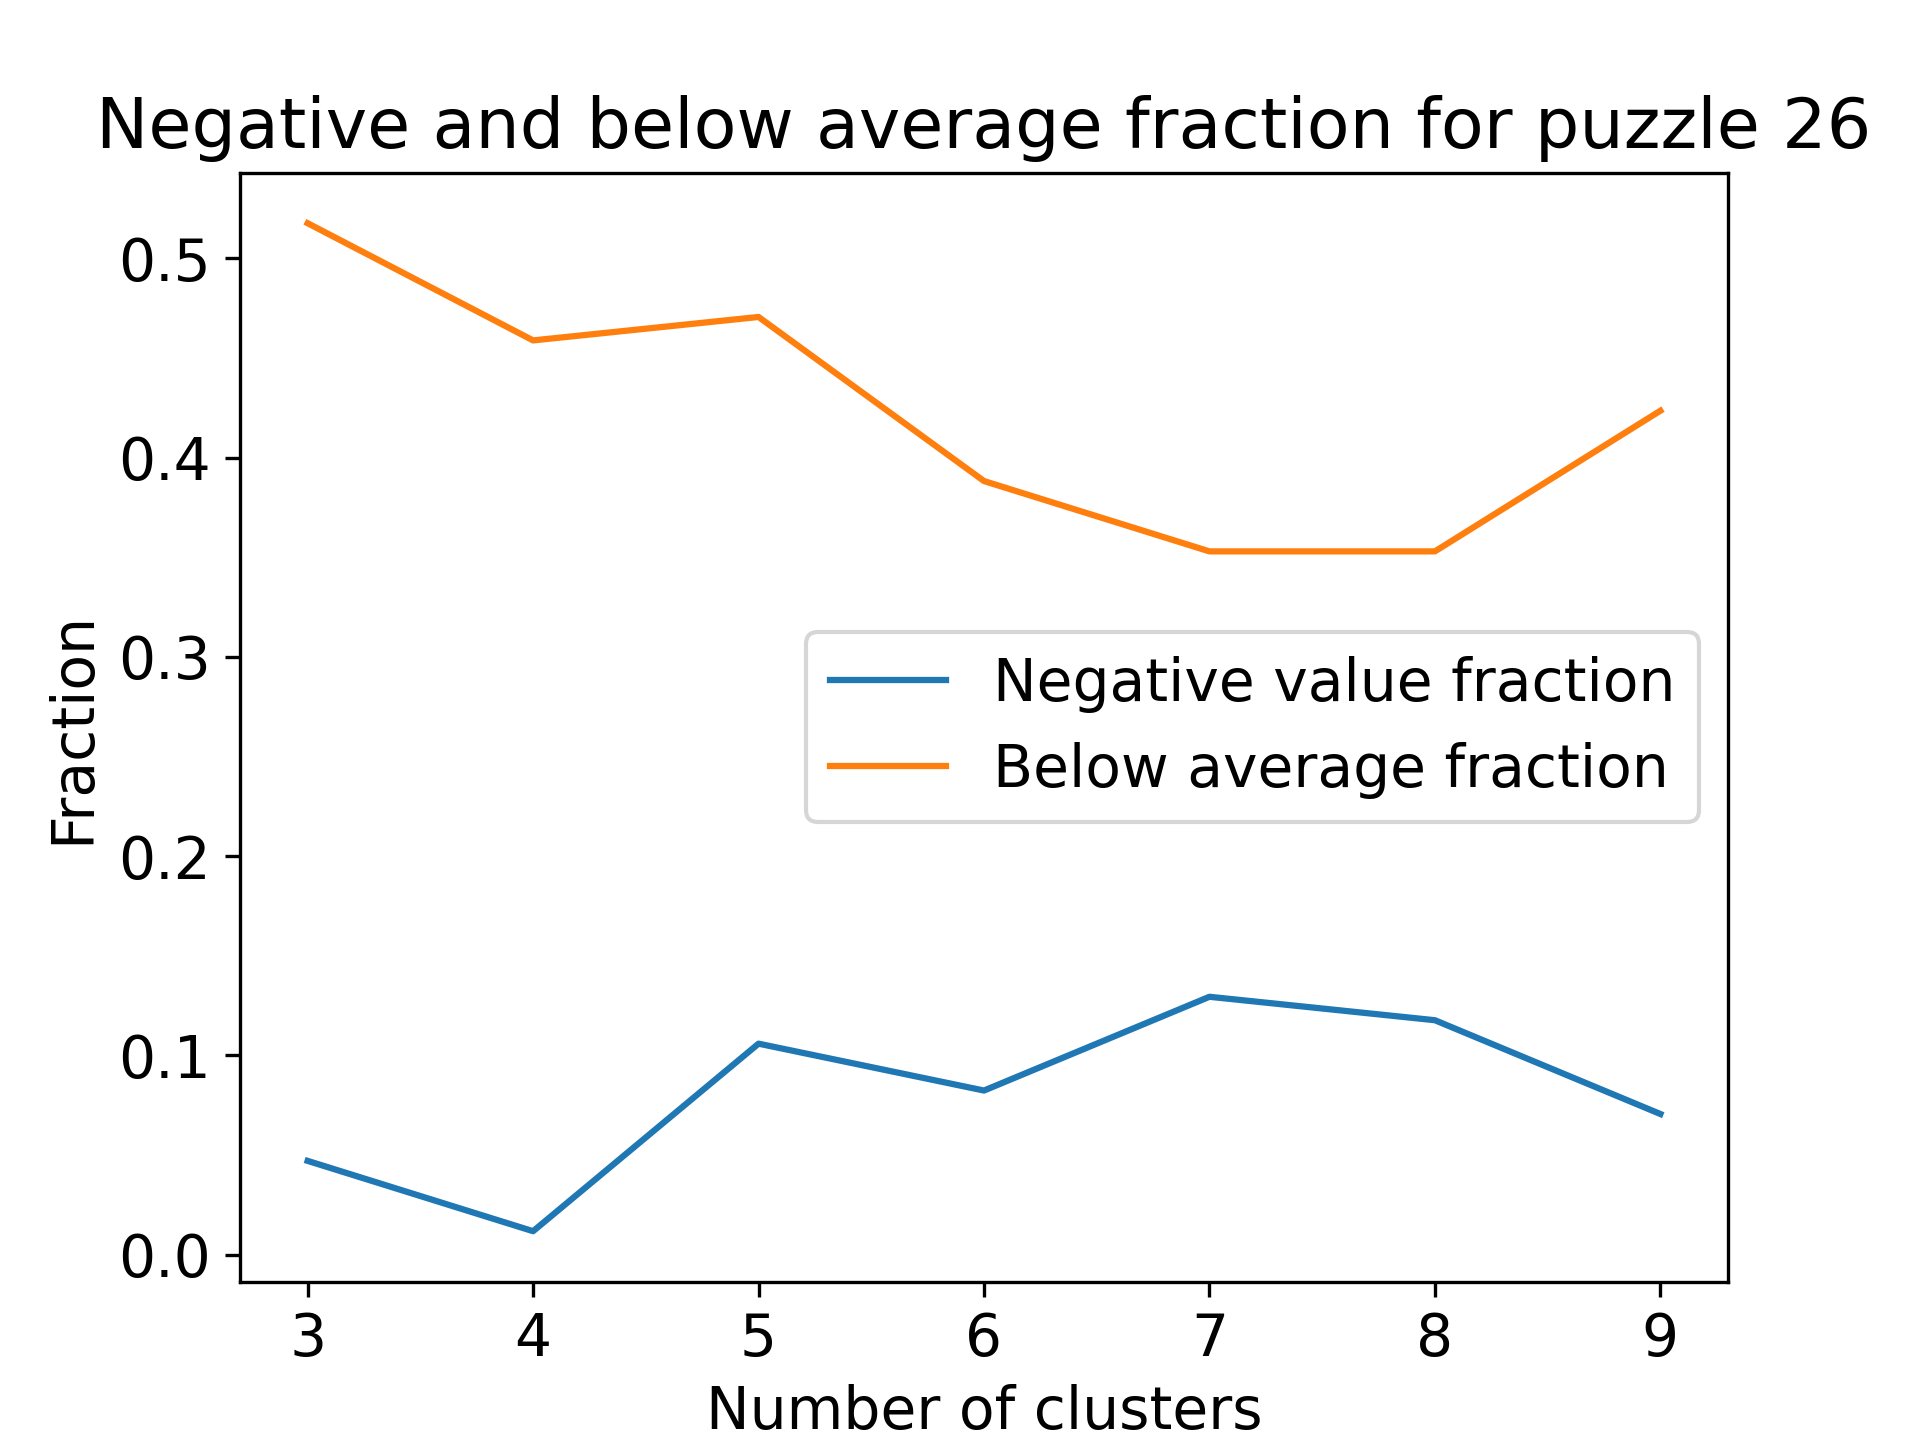 Negative and below average fraction for puzzle 26
0.5
0.4
0.3
0.2
0.1
0.0
Fraction
Negative value fraction
Below average fraction
3 4 5 6 7 8 9
Number of clusters